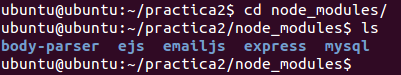 ubuntu@ubuntu:~/practica2$ cd node_modules/
ubuntu@ubuntu:~/practica2/node_modules$ ls
body-parser  ejs  emailjs  express  mysql
ubuntu@ubuntu:~/practica2/node_modules$